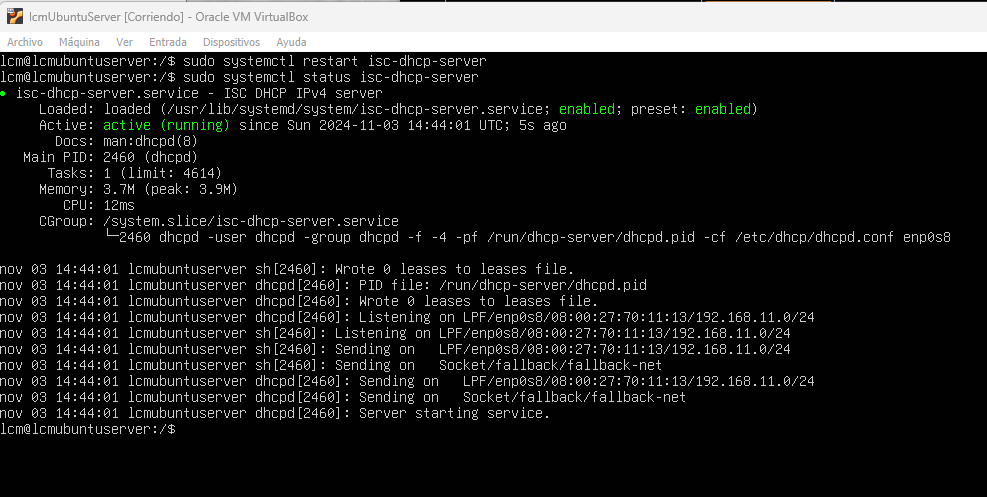 lcmUbuntuServer [Corriendo] - Oracle VM VirtualBox
Archivo Máquina Ver Entrada Dispositivos Ayuda
lcm@lcmubuntuserver:/$ sudo systemctl restart isc-dhcp-server
lcm@lcmubuntuserver:/$ sudo systemctl status isc-dhcp-server
● isc-dhcp-server.service - ISC DHCP IPv4 server
     Loaded: loaded (/usr/lib/systemd/system/isc-dhcp-server.service; enabled; preset: enabled)
     Active: active (running) since Sun 2024-11-03 14:44:01 UTC; 5s ago
       Docs: man:dhcpd(8)
   Main PID: 2460 (dhcpd)
      Tasks: 1 (limit: 4614)
     Memory: 3.7M (peak: 3.9M)
        CPU: 12ms
     CGroup: /system.slice/isc-dhcp-server.service
             └─2460 dhcpd -user dhcpd -group dhcpd -f -4 -pf /run/dhcp-server/dhcpd.pid -cf /etc/dhcp/dhcpd.conf enp0s8
nov 03 14:44:01 lcmubuntuserver sh[2460]: Wrote 0 leases to leases file.
nov 03 14:44:01 lcmubuntuserver dhcpd[2460]: PID file: /run/dhcp-server/dhcpd.pid
nov 03 14:44:01 lcmubuntuserver dhcpd[2460]: Wrote 0 leases to leases file.
nov 03 14:44:01 lcmubuntuserver dhcpd[2460]: Listening on LPF/enp0s8/08:00:27:70:11:13/192.168.11.0/24
nov 03 14:44:01 lcmubuntuserver sh[2460]: Listening on LPF/enp0s8/08:00:27:70:11:13/192.168.11.0/24
nov 03 14:44:01 lcmubuntuserver sh[2460]: Sending on   LPF/enp0s8/08:00:27:70:11:13/192.168.11.0/24
nov 03 14:44:01 lcmubuntuserver sh[2460]: Sending on   Socket/fallback/fallback-net
nov 03 14:44:01 lcmubuntuserver dhcpd[2460]: Sending on   LPF/enp0s8/08:00:27:70:11:13/192.168.11.0/24
nov 03 14:44:01 lcmubuntuserver dhcpd[2460]: Sending on   Socket/fallback/fallback-net
nov 03 14:44:01 lcmubuntuserver dhcpd[2460]: Server starting service.
lcm@lcmubuntuserver:/$